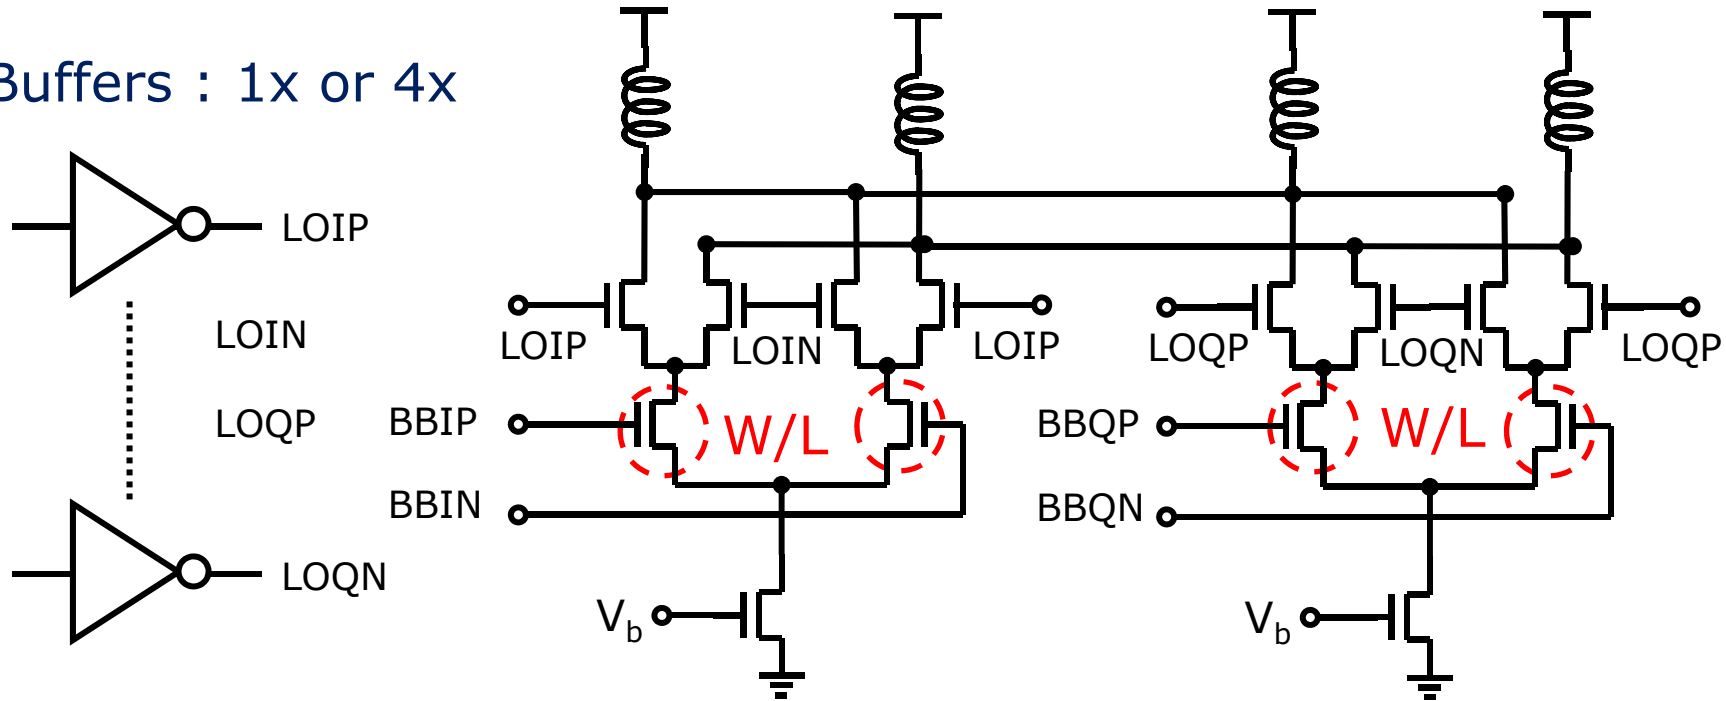 Buffers : 1x or 4x
LOIP
LOIN
LOQP
LOQN
LOIP
LOIN
LOIP
BBIP
W/L
BBIN
Vb
LOQP
LOQN
LOQP
BBQP
W/L
BBQN
Vb